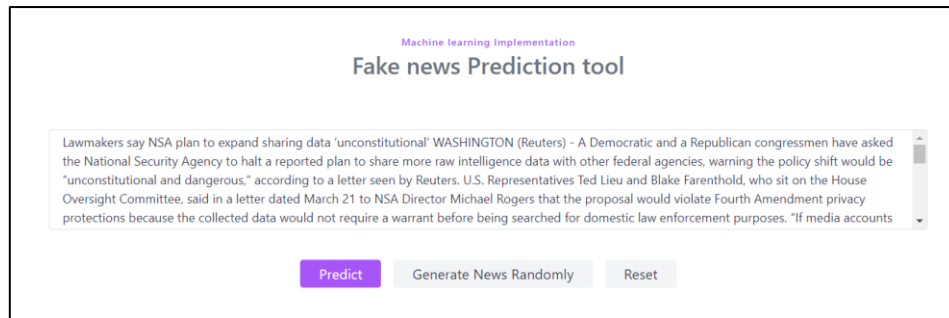 Machine learning Implementation
Fake news Prediction tool
Lawmakers say NSA plan to expand sharing data 'unconstitutional' WASHINGTON (Reuters) - A Democratic and a Republican congressmen have asked
the National Security Agency to halt a reported plan to share more raw intelligence data with other federal agencies, warning the policy shift would be
“unconstitutional and dangerous,” according to a letter seen by Reuters. U.S. Representatives Ted Lieu and Blake Farenthold, who sit on the House
Oversight Committee, said in a letter dated March 21 to NSA Director Michael Rogers that the proposal would violate Fourth Amendment privacy
protections because the collected data would not require a warrant before being searched for domestic law enforcement purposes. “If media accounts
Predict
Generate News Randomly
Reset